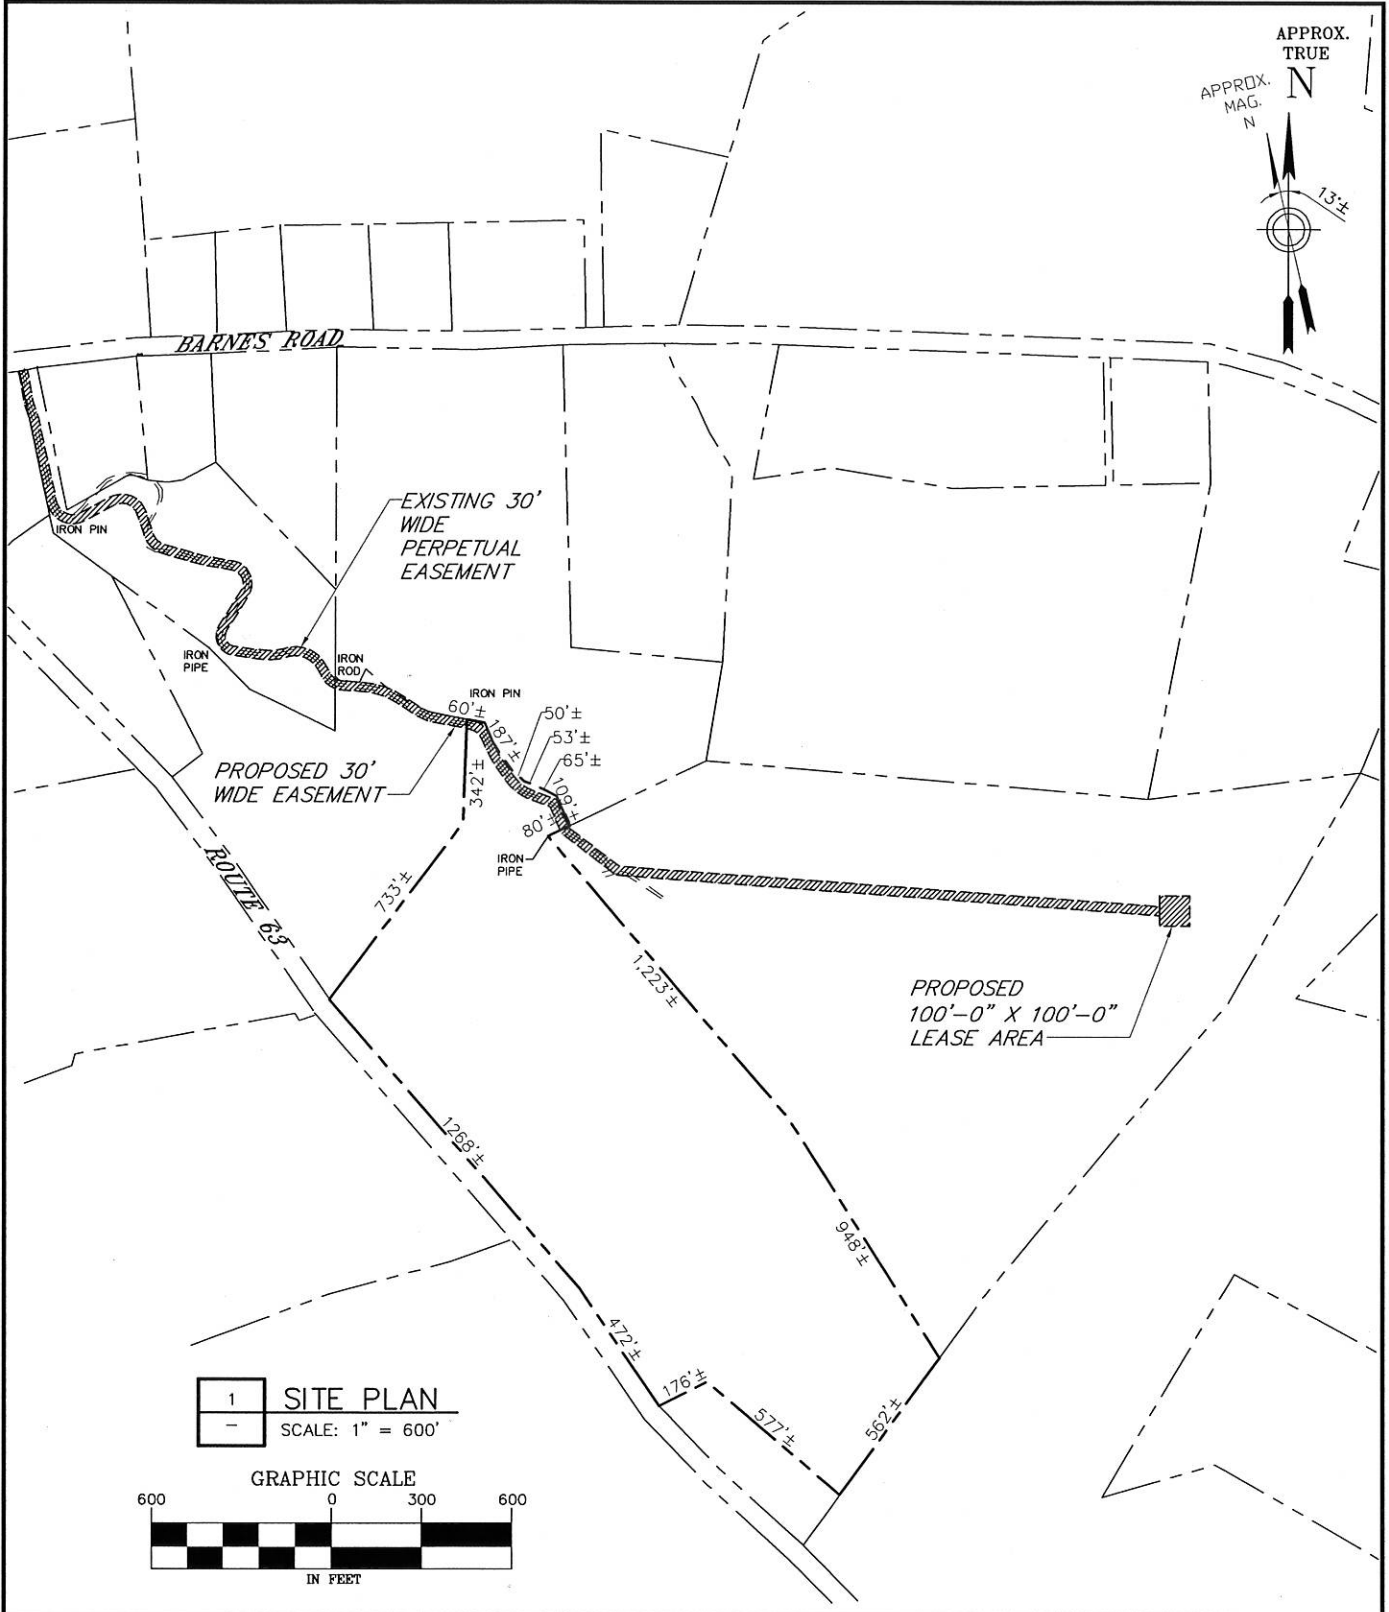 APPROX.
TRUE
N
APPROX.
MAG.
N
13'±
BARNES ROAD
EXISTING 30'
WIDE
PERPETUAL
EASEMENT
IRON PIN
IRON
PIPE
IRON
ROD
IRON PIN
60'±
187'±
50'±
53'±
65'±
342'±
109'±
80'±
PROPOSED 30'
WIDE EASEMENT
IRON
PIPE
ROUTE 63
733'±
1,223'±
PROPOSED
100'-0" X 100'-0"
LEASE AREA
1268'±
948'±
472'±
176'±
577'±
562'±
1
-
SITE PLAN
SCALE: 1" = 600'
GRAPHIC SCALE
600 0 300 600
IN FEET